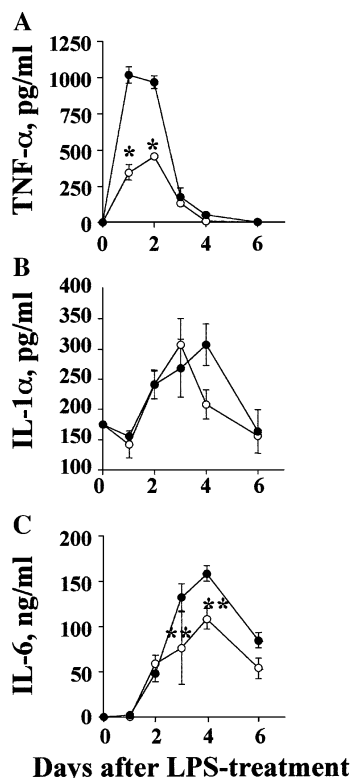 A
TNF-α, pg/ml
1250
1000
750
500
250
0
* *
0 2 4 6
B
IL-1α, pg/ml
400
350
300
250
200
150
100
0 2 4 6
C
IL-6, ng/ml
200
150
100
50
0
**
**
0 2 4 6
Days after LPS-treatment